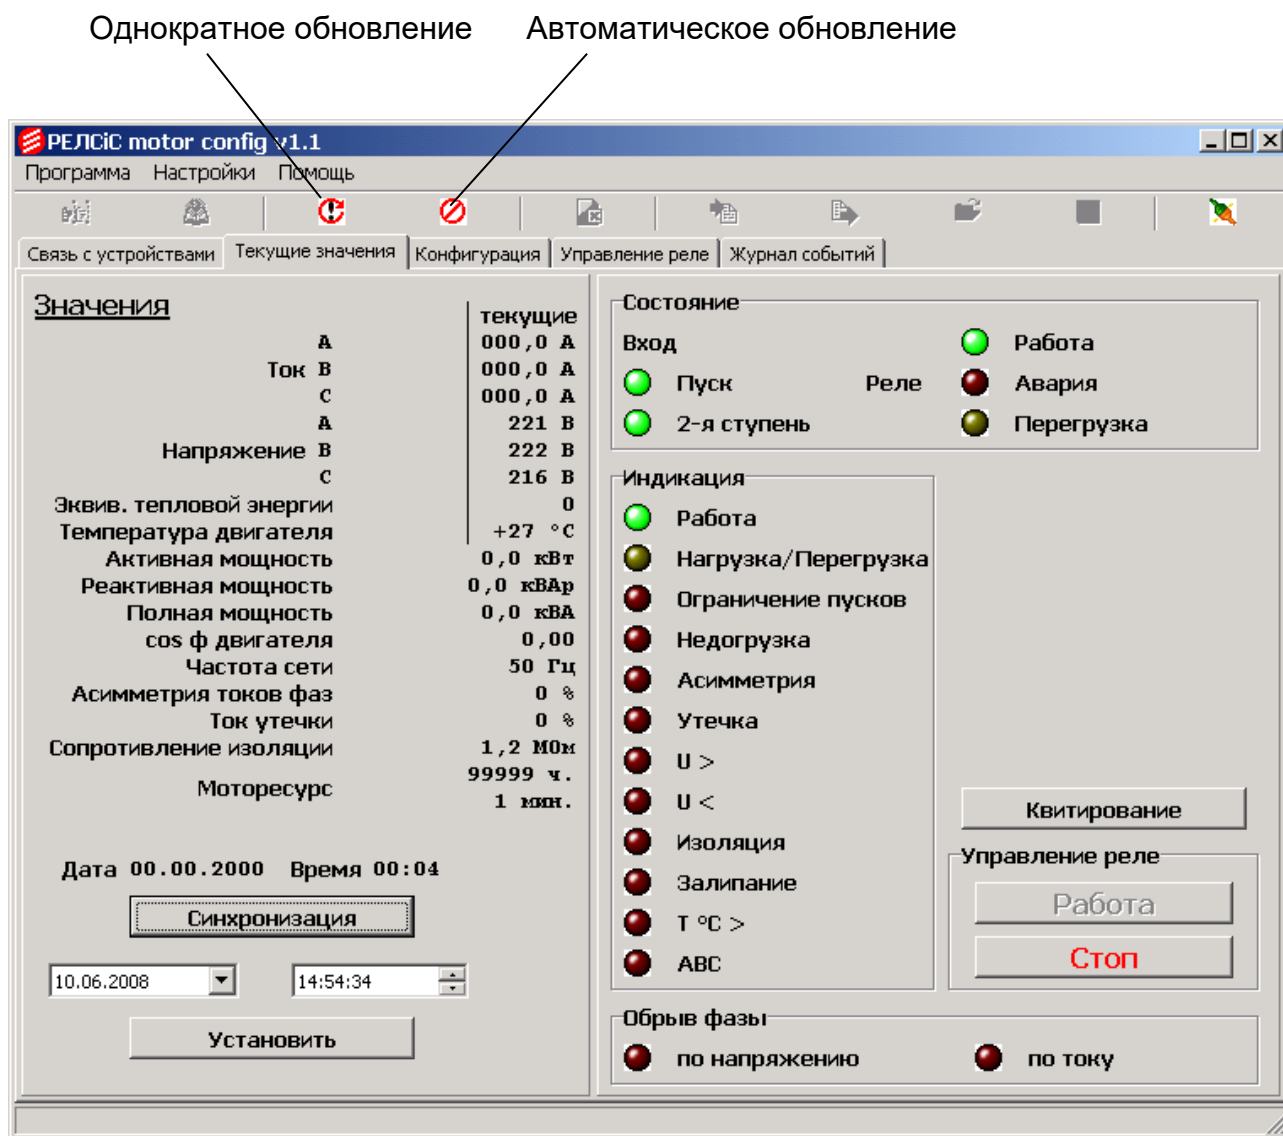 Однократное обновление Автоматическое обновление
РЕЛСіС motor config v1.1
Программа Настройки Помощь
Связь с устройствами Текущие значения Конфигурация Управление реле Журнал событий
Значения
текущие
A 000,0 А
Ток B 000,0 А
C 000,0 А
A 221 В
Напряжение B 222 В
C 216 В
Эквив. тепловой энергии 0
Температура двигателя +27 °C
Активная мощность 0,0 кВт
Реактивная мощность 0,0 кВАр
Полная мощность 0,0 кВА
cos ф двигателя 0,00
Частота сети 50 Гц
Асимметрия токов фаз 0 %
Ток утечки 0 %
Сопротивление изоляции 1,2 МОм
Моторесурс 99999 ч.
1 мин.
Дата 00.00.2000 Время 00:04
Синхронизация
10.06.2008 14:54:34
Установить
Состояние
Вход Работа
Пуск Реле Авария
2-я ступень Перегрузка
Индикация
Работа
Нагрузка/Перегрузка
Ограничение пусков
Недогрузка
Асимметрия
Утечка
U >
U <
Изоляция
Залипание
T °C >
ABC
Квитирование
Управление реле
Работа
Стоп
Обрыв фазы
по напряжению по току